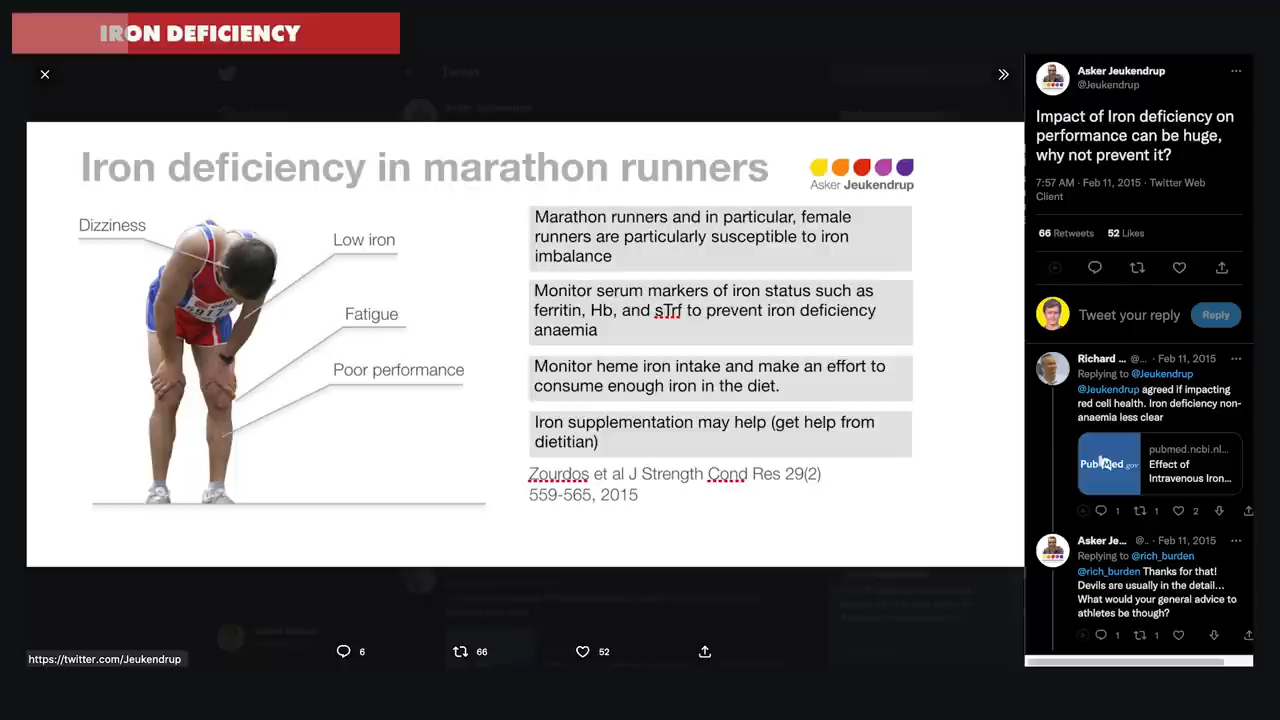 IRON DEFICIENCY
Iron deficiency in marathon runners
Asker Jeukendrup
Dizziness
Low iron
Fatigue
Poor performance
Marathon runners and in particular, female
runners are particularly susceptible to iron
imbalance
Monitor serum markers of iron status such as
ferritin, Hb, and sTrf to prevent iron deficiency
anaemia
Monitor heme iron intake and make an effort to
consume enough iron in the diet.
Iron supplementation may help (get help from
dietitian)
Zourdos et al J Strength Cond Res 29(2)
559-565, 2015
https://twitter.com/Jeukendrup
6
66
52
Asker Jeukendrup
@Jeukendrup
Impact of Iron deficiency on
performance can be huge,
why not prevent it?
7:57 AM · Feb 11, 2015 · Twitter Web
Client
66 Retweets 52 Likes
Tweet your reply
Reply
Richard ... @... · Feb 11, 2015
Replying to @Jeukendrup
@Jeukendrup agreed if impacting
red cell health. Iron deficiency non-
anaemia less clear
PubMed.gov
pubmed.ncbi.nl...
Effect of
Intravenous Iron...
1 1 2
Asker Je... @.. · Feb 11, 2015
Replying to @rich_burden
@rich_burden Thanks for that!
Devils are usually in the detail...
What would your general advice to
athletes be though?
1 1